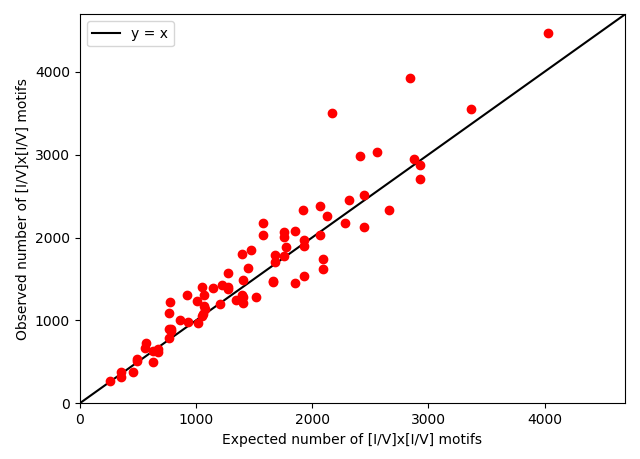 y = x
Observed number of [I/V]x[I/V] motifs
4000
3000
2000
1000
0
0 1000 2000 3000 4000
Expected number of [I/V]x[I/V] motifs